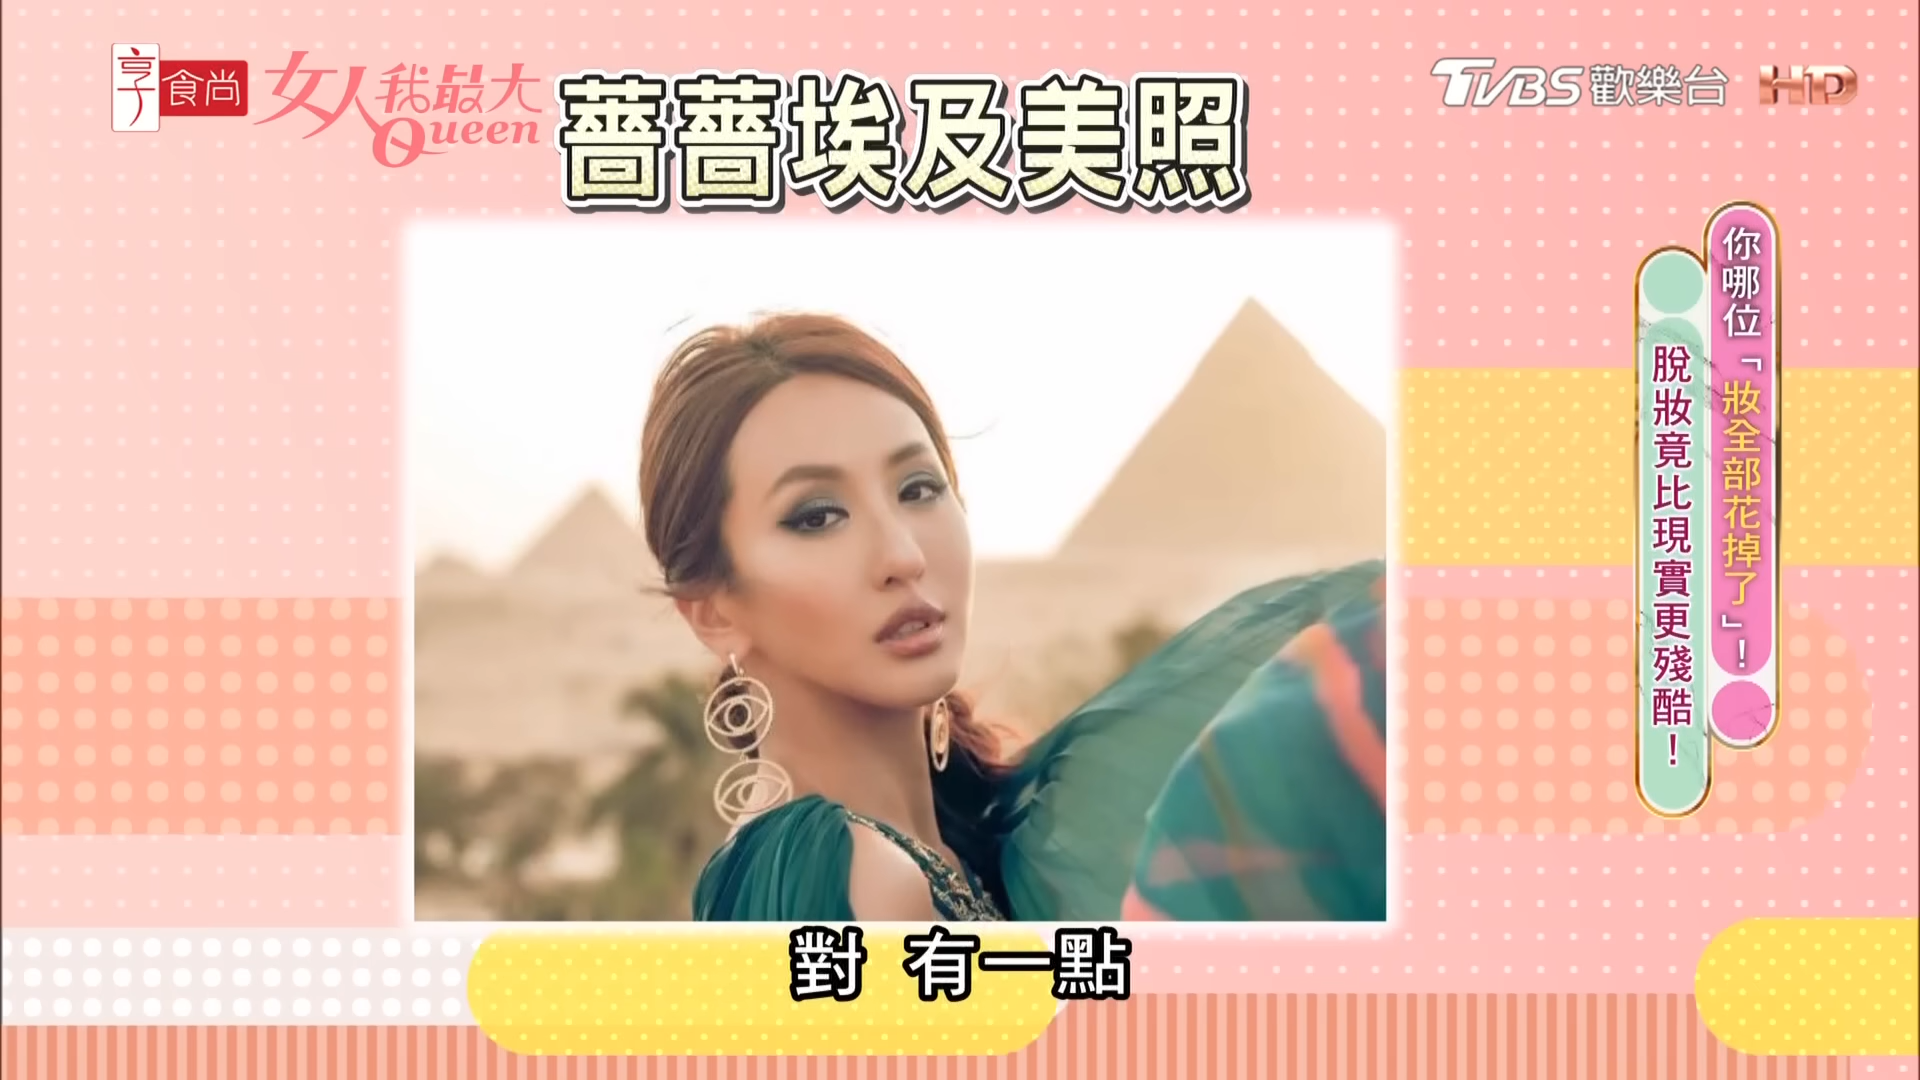 享食尚
女人我最大
Queen
薔薔埃及美照
TVBS歡樂台 HD
你哪位「妝全部花掉了」!
脫妝竟比現實更殘酷!
對 有一點